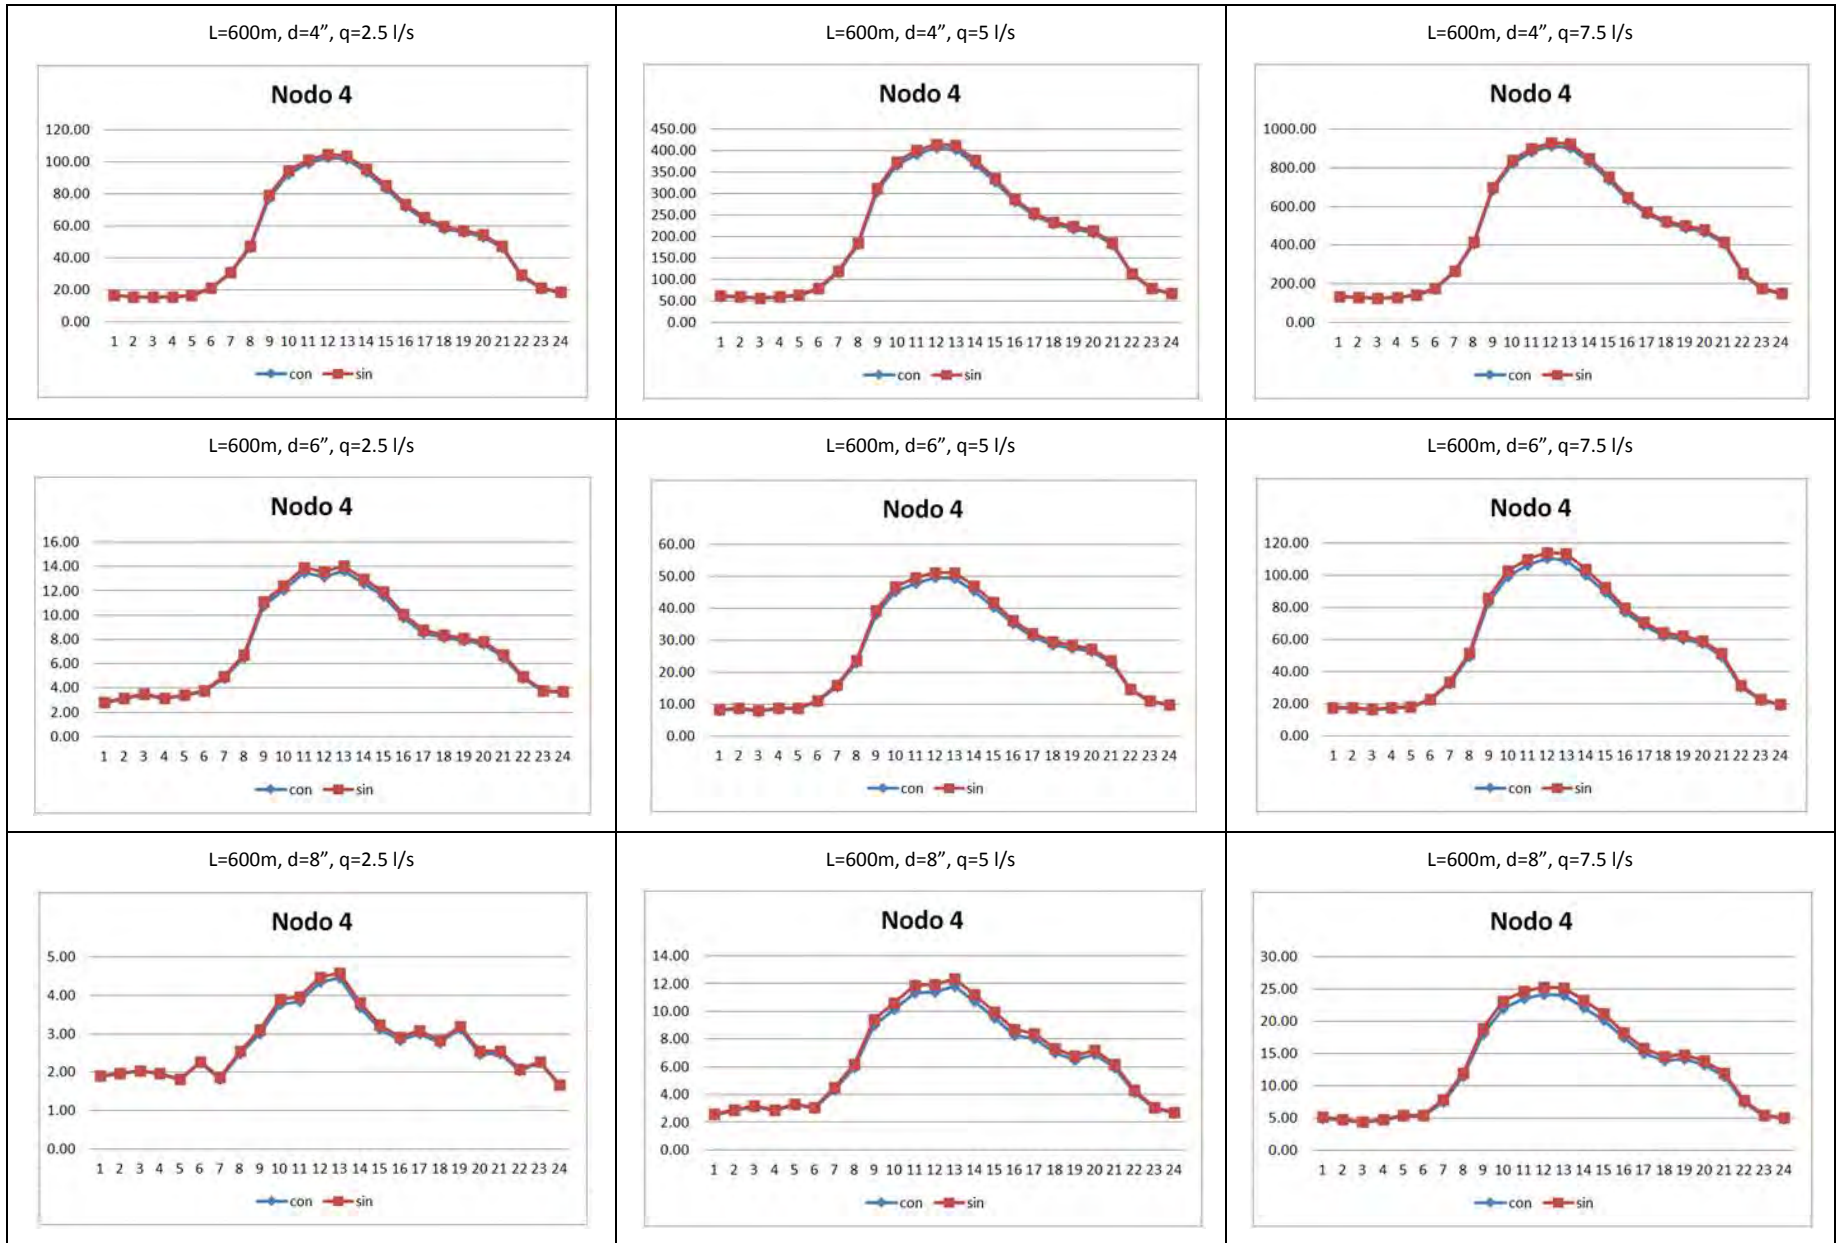 L=600m, d=4”, q=2.5 l/s
Nodo 4
120.00
100.00
80.00
60.00
40.00
20.00
0.00
1 2 3 4 5 6 7 8 9 10 11 12 13 14 15 16 17 18 19 20 21 22 23 24
con sin
L=600m, d=4”, q=5 l/s
Nodo 4
450.00
400.00
350.00
300.00
250.00
200.00
150.00
100.00
50.00
0.00
1 2 3 4 5 6 7 8 9 10 11 12 13 14 15 16 17 18 19 20 21 22 23 24
con sin
L=600m, d=4”, q=7.5 l/s
Nodo 4
1000.00
800.00
600.00
400.00
200.00
0.00
1 2 3 4 5 6 7 8 9 10 11 12 13 14 15 16 17 18 19 20 21 22 23 24
con sin
L=600m, d=6”, q=2.5 l/s
Nodo 4
16.00
14.00
12.00
10.00
8.00
6.00
4.00
2.00
0.00
1 2 3 4 5 6 7 8 9 10 11 12 13 14 15 16 17 18 19 20 21 22 23 24
con sin
L=600m, d=6”, q=5 l/s
Nodo 4
60.00
50.00
40.00
30.00
20.00
10.00
0.00
1 2 3 4 5 6 7 8 9 10 11 12 13 14 15 16 17 18 19 20 21 22 23 24
con sin
L=600m, d=6”, q=7.5 l/s
Nodo 4
120.00
100.00
80.00
60.00
40.00
20.00
0.00
1 2 3 4 5 6 7 8 9 10 11 12 13 14 15 16 17 18 19 20 21 22 23 24
con sin
L=600m, d=8”, q=2.5 l/s
Nodo 4
5.00
4.00
3.00
2.00
1.00
0.00
1 2 3 4 5 6 7 8 9 10 11 12 13 14 15 16 17 18 19 20 21 22 23 24
con sin
L=600m, d=8”, q=5 l/s
Nodo 4
14.00
12.00
10.00
8.00
6.00
4.00
2.00
0.00
1 2 3 4 5 6 7 8 9 10 11 12 13 14 15 16 17 18 19 20 21 22 23 24
con sin
L=600m, d=8”, q=7.5 l/s
Nodo 4
30.00
25.00
20.00
15.00
10.00
5.00
0.00
1 2 3 4 5 6 7 8 9 10 11 12 13 14 15 16 17 18 19 20 21 22 23 24
con sin